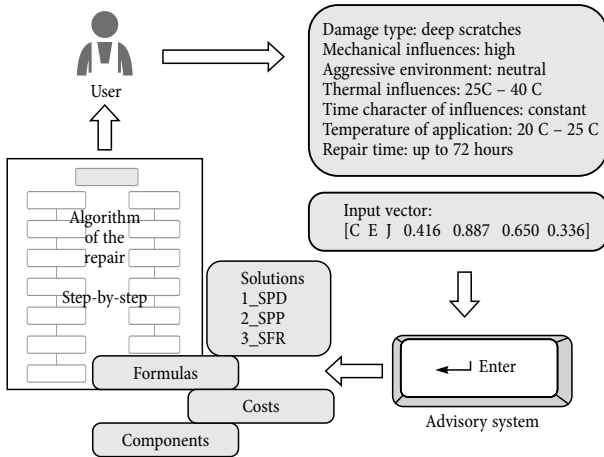 User
Damage type: deep scratches
Mechanical influences: high
Aggressive environment: neutral
Thermal influences: 25C – 40 C
Time character of influences: constant
Temperature of application: 20 C – 25 C
Repair time: up to 72 hours
Input vector:
[C E J 0.416 0.887 0.650 0.336]
Enter
Advisory system
Solutions
1_SPD
2_SPP
3_SFR
Algorithm
of the
repair
Step-by-step
Formulas
Costs
Components